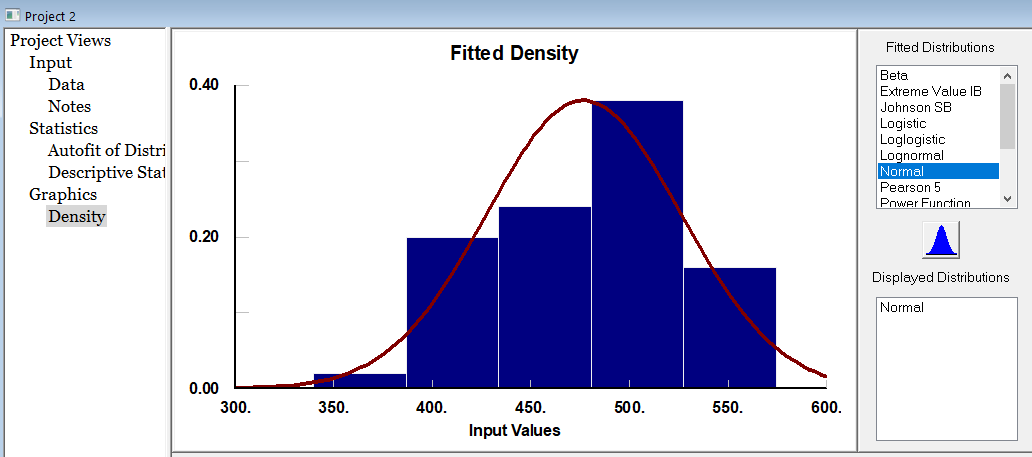 Project 2
Project Views
Input
Data
Notes
Statistics
Autofit of Distri
Descriptive Stat
Graphics
Density
Fitted Density
0.40
0.20
0.00
300. 350. 400. 450. 500. 550. 600.
Input Values
Fitted Distributions
Beta
Extreme Value IB
Johnson SB
Logistic
Loglogistic
Lognormal
Normal
Pearson 5
Power Function
Displayed Distributions
Normal